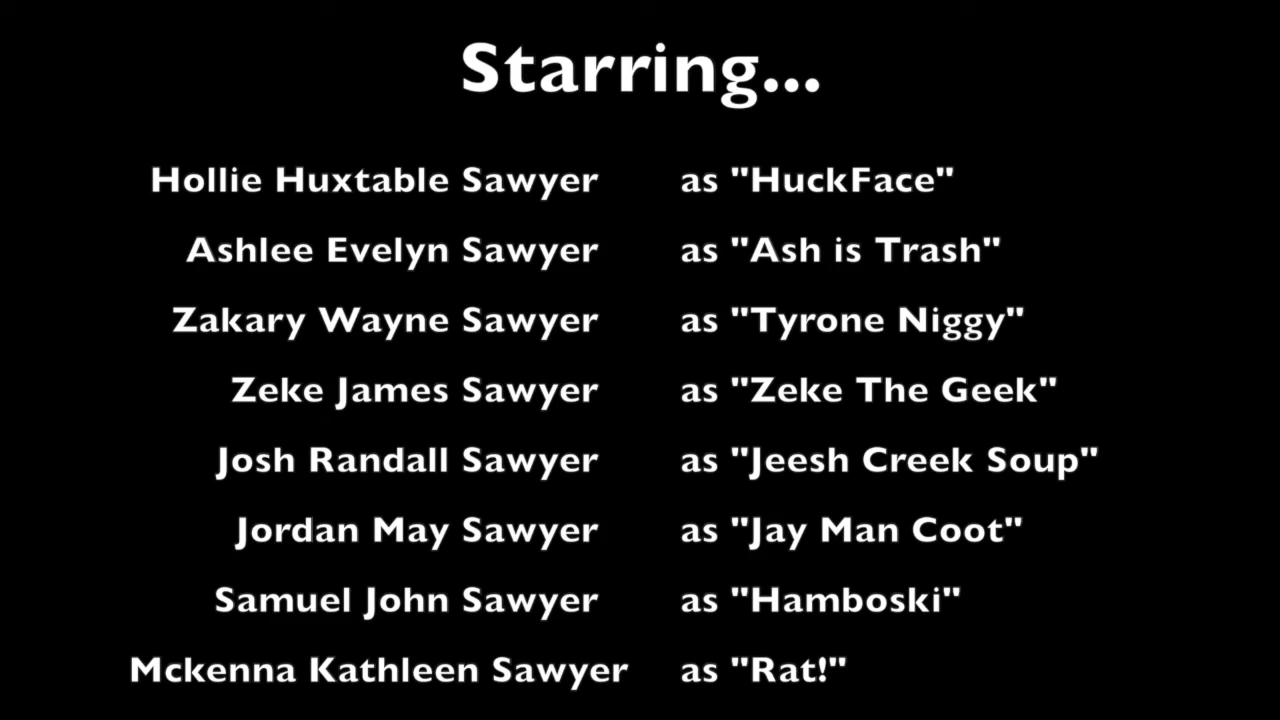 Starring...
Hollie Huxtable Sawyer as "HuckFace"
Ashlee Evelyn Sawyer as "Ash is Trash"
Zakary Wayne Sawyer as "Tyrone Niggy"
Zeke James Sawyer as "Zeke The Geek"
Josh Randall Sawyer as "Jeesh Creek Soup"
Jordan May Sawyer as "Jay Man Coot"
Samuel John Sawyer as "Hamboski"
Mckenna Kathleen Sawyer as "Rat!"